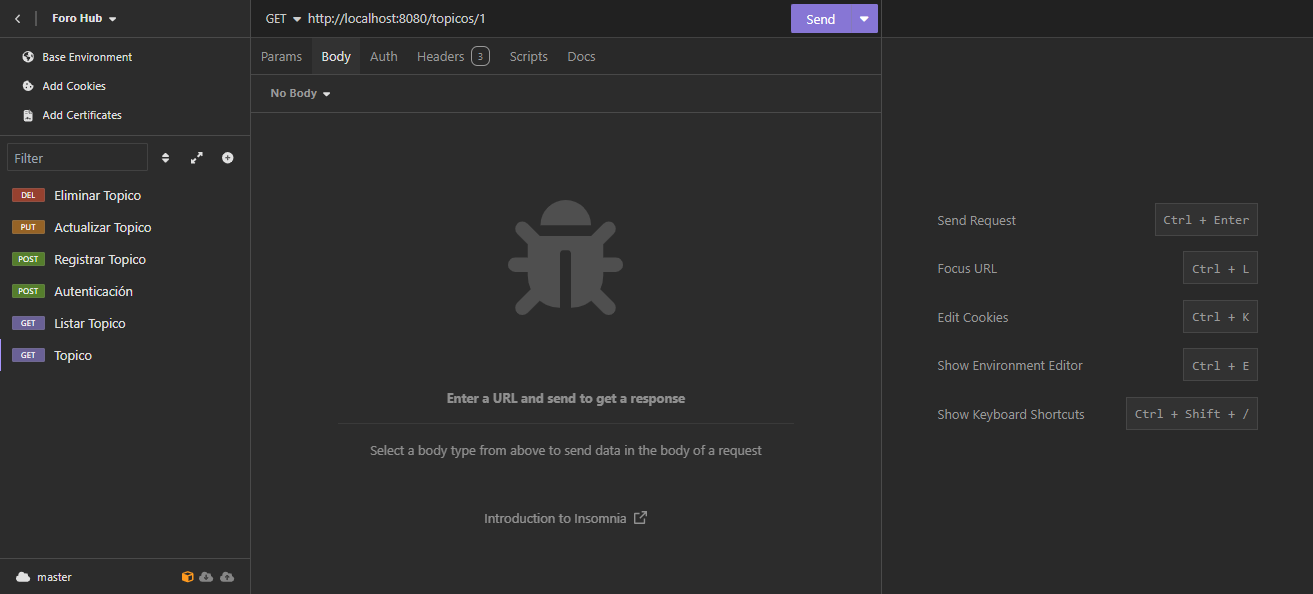 Foro Hub
Base Environment
Add Cookies
Add Certificates
Filter
DEL Eliminar Topico
PUT Actualizar Topico
POST Registrar Topico
POST Autenticación
GET Listar Topico
GET Topico
master
GET http://localhost:8080/topicos/1
Send
Params Body Auth Headers 3 Scripts Docs
No Body
Enter a URL and send to get a response
Select a body type from above to send data in the body of a request
Introduction to Insomnia
Send Request Ctrl + Enter
Focus URL Ctrl + L
Edit Cookies Ctrl + K
Show Environment Editor Ctrl + E
Show Keyboard Shortcuts Ctrl + Shift + /